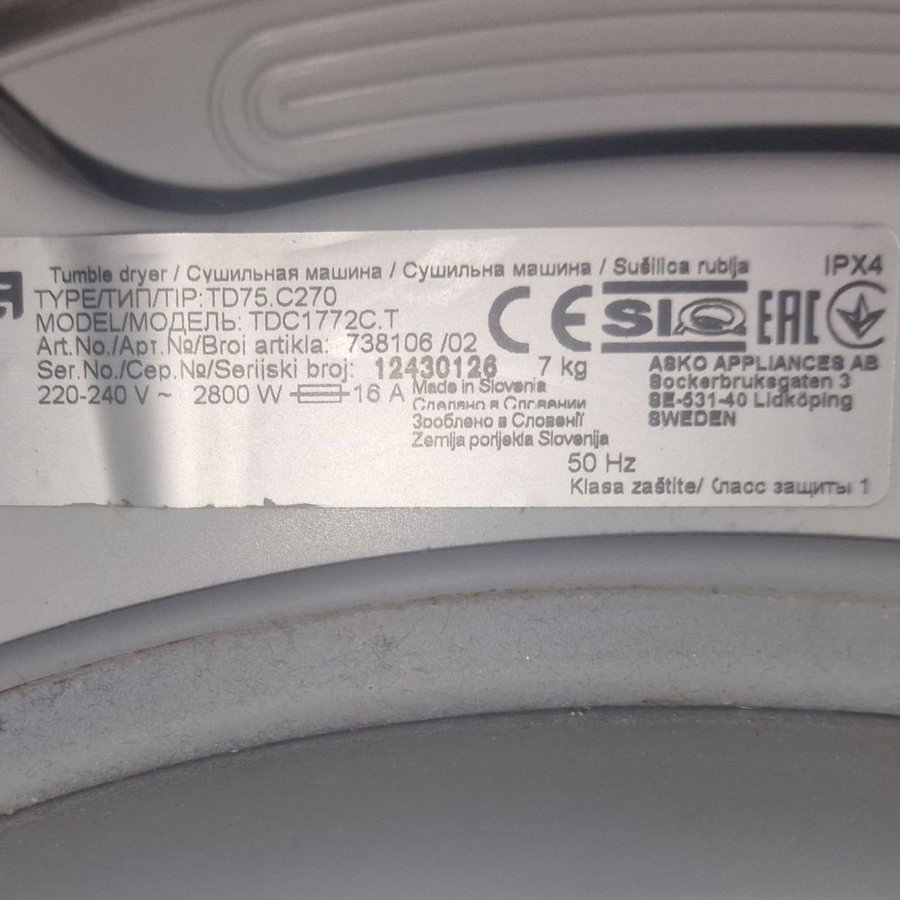 Tumble dryer / Сушильная машина / Сушильна машина / Sušilica rublja
IPX4
TYPE/ТИП/TIP: TD75.C270
MODEL/МОДЕЛЬ: TDC1772C.T
Art.No./Арт.№/Broj artikla: 738106 /02
Ser.No./Сер.№/Serijski broj: 12430126 7 kg
220-240 V ~ 2800 W 16 A
CE SIQ EAC
Made in Slovenia
Сделано в Словении
Зроблено в Словенії
Zemlja porijekla Slovenija
ASKO APPLIANCES AB
Sockerbruksgaten 3
SE-531-40 Lidköping
SWEDEN
50 Hz
Klasa zaštite/ Класс защиты 1